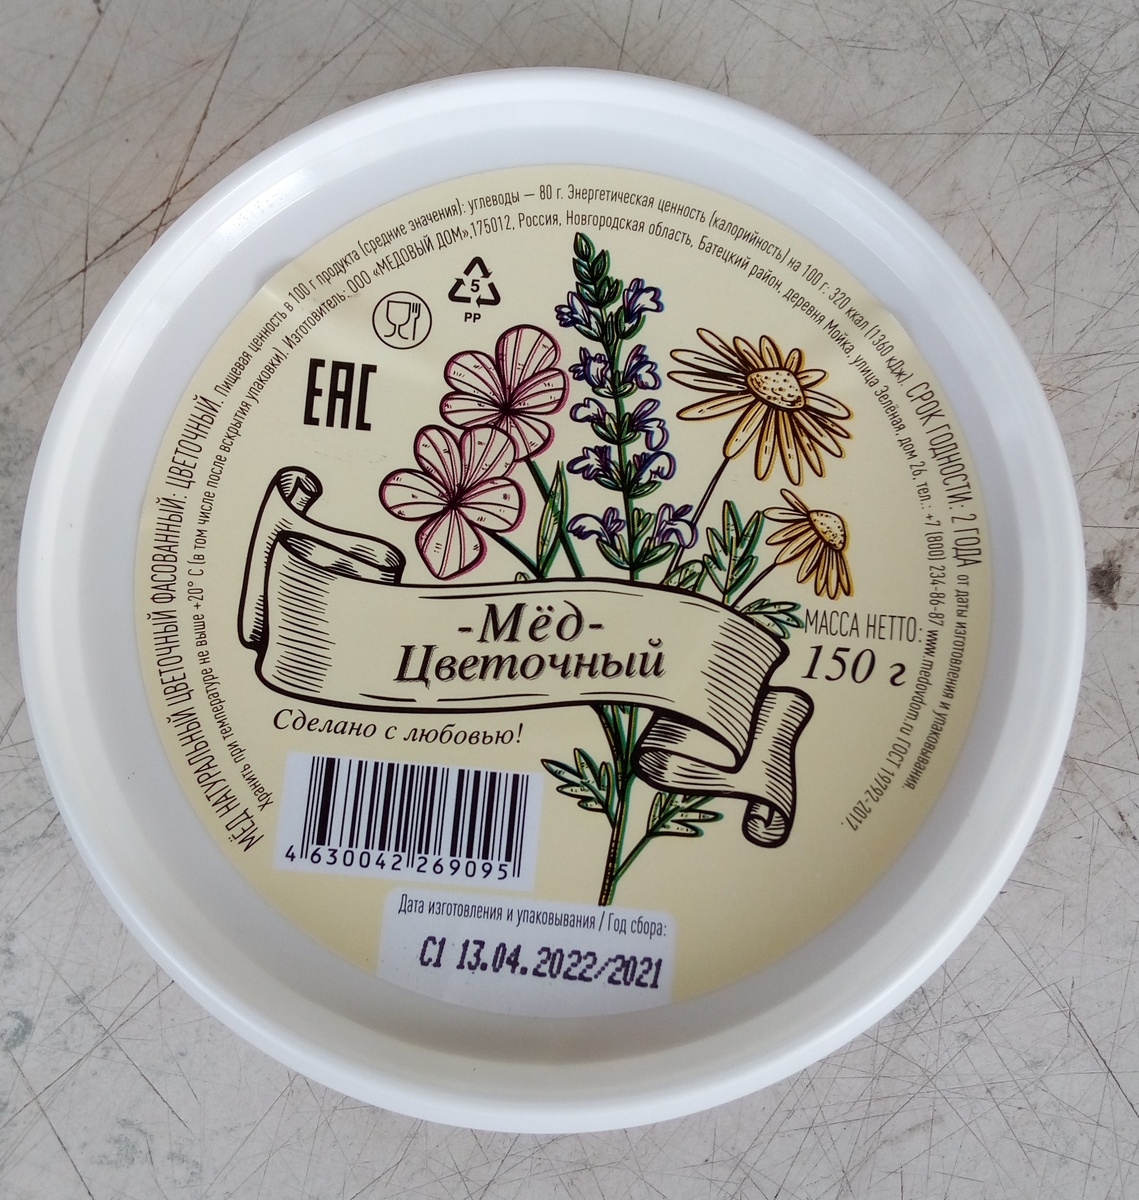 МЁД НАТУРАЛЬНЫЙ ЦВЕТОЧНЫЙ ФАСОВАННЫЙ: ЦВЕТОЧНЫЙ. Пищевая ценность в 100 г продукта (средние значения): углеводы — 80 г. Энергетическая ценность (калорийность) на 100 г: 320 ккал (1360 кДж). СРОК ГОДНОСТИ: 2 ГОДА от даты изготовления и упаковывания.
Хранить при температуре не выше +20° С (в том числе после вскрытия упаковки). Изготовитель: ООО «МЕДОВЫЙ ДОМ»,175012, Россия, Новгородская область, Батецкий район, деревня Мойка, улица Зелёная, дом 26, тел.: +7 (800) 234-86-87 www.medovdom.ru ГОСТ 19792-2017.
5
PP
EAC
-Мёд-
Цветочный
МАССА НЕТТО:
150 г
Сделано с любовью!
4 630042 269095
Дата изготовления и упаковывания / Год сбора:
С1 13.04.2022/2021